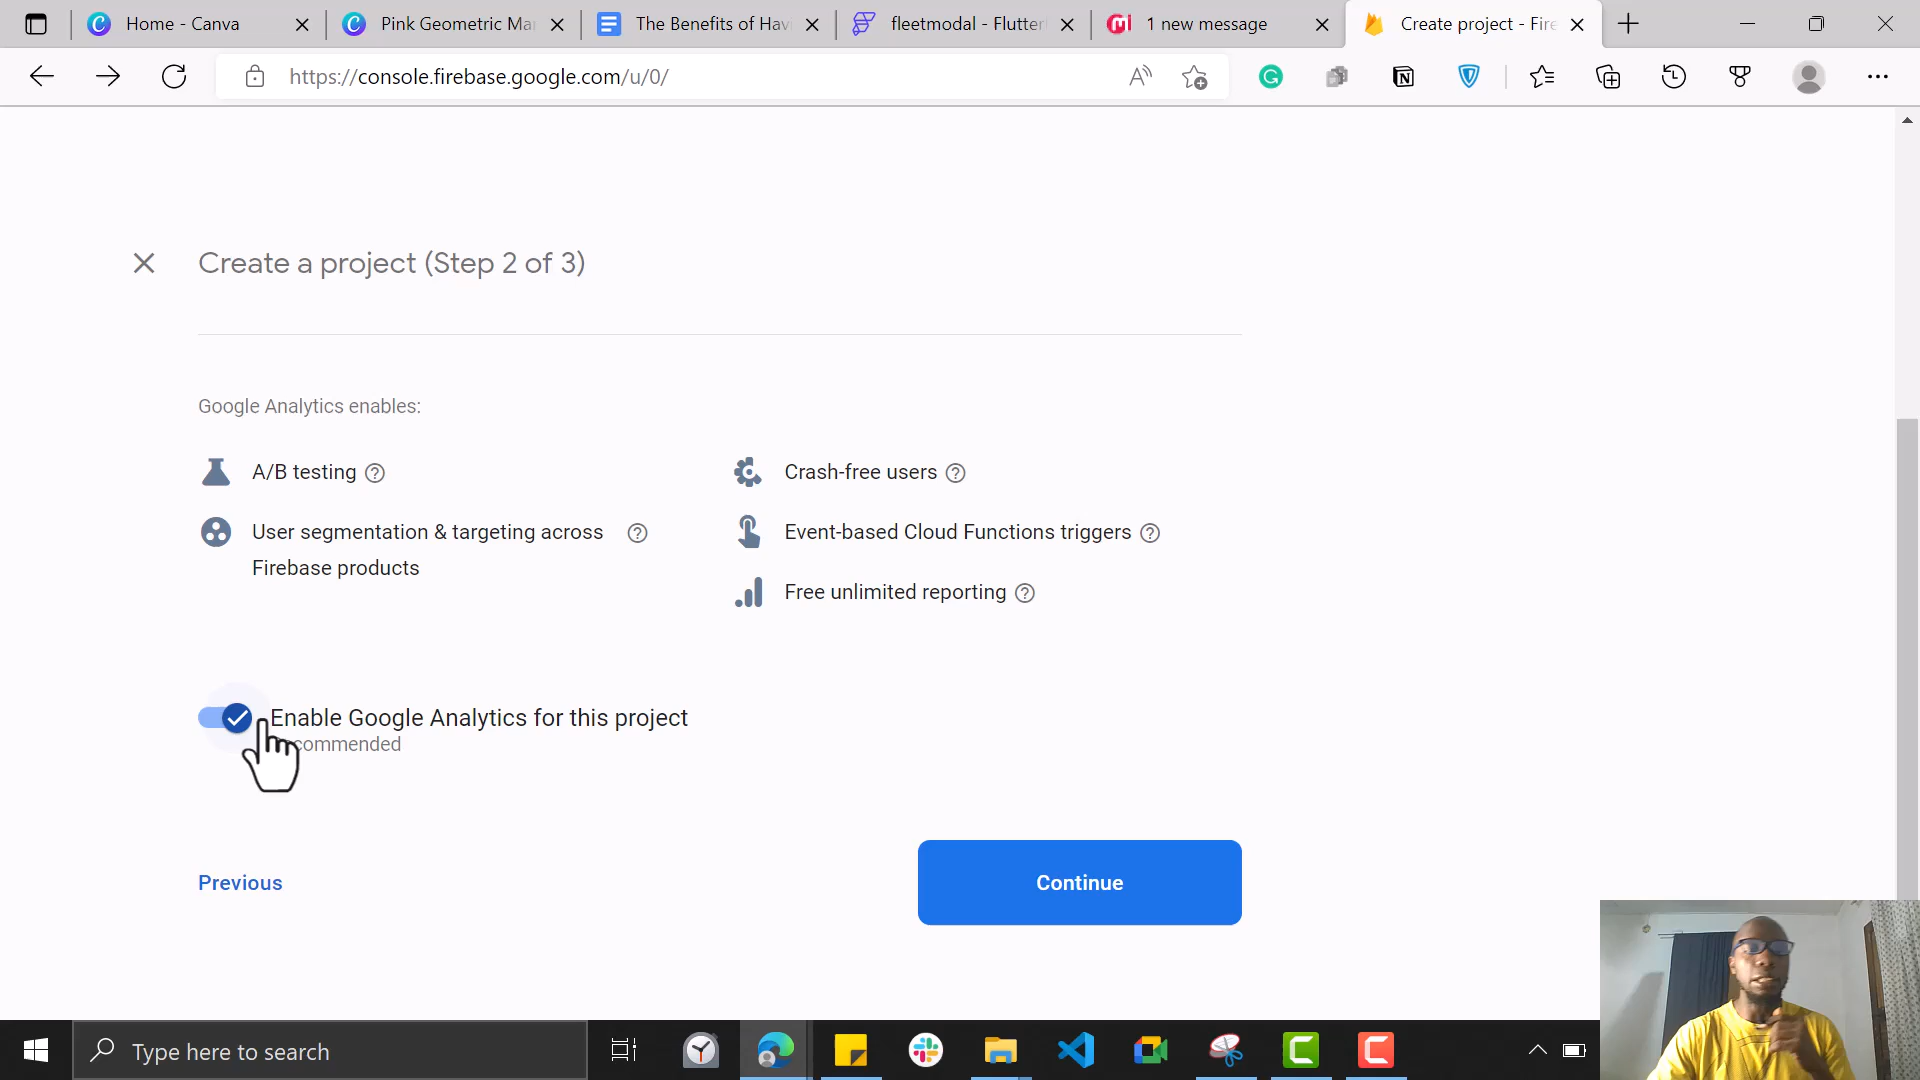 Home - Canva
Pink Geometric Ma
The Benefits of Havi
fleetmodal - Flutter
1 new message
Create project - Fire
https://console.firebase.google.com/u/0/
Create a project (Step 2 of 3)
Google Analytics enables:
A/B testing
Crash-free users
User segmentation & targeting across
Firebase products
Event-based Cloud Functions triggers
Free unlimited reporting
Enable Google Analytics for this project
commended
Previous
Continue
Type here to search